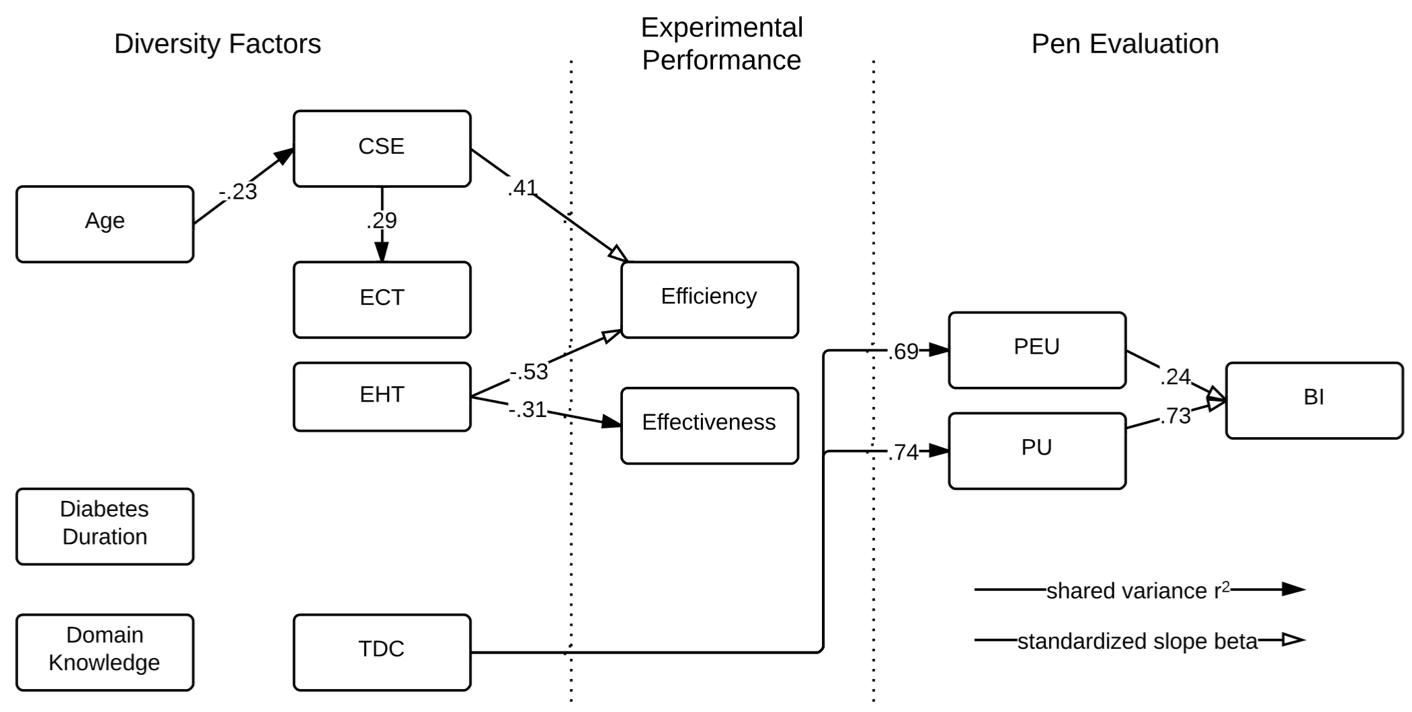 Diversity Factors
Experimental
Performance
Pen Evaluation
CSE
-.23
.41
Age
.29
ECT
Efficiency
PEU
.69
-.53
EHT
.24
BI
-.31
.73
Effectiveness
PU
.74
Diabetes
Duration
shared variance r²
Domain
Knowledge
TDC
standardized slope beta